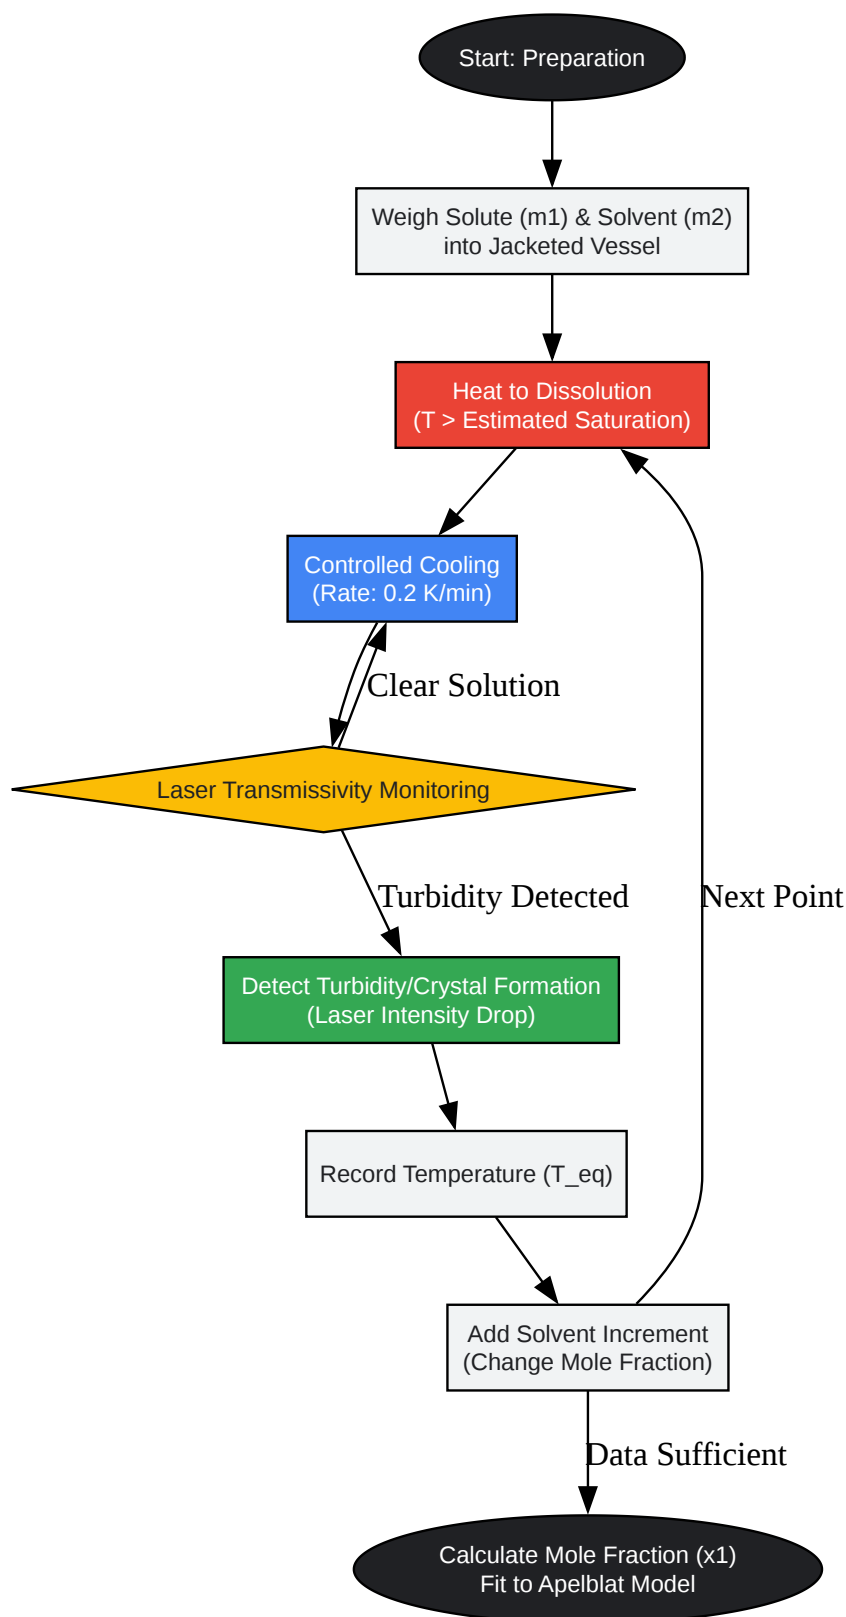 Start: Preparation
Weigh Solute (m1) & Solvent (m2)
into Jacketed Vessel
Heat to Dissolution
(T > Estimated Saturation)
Controlled Cooling
(Rate: 0.2 K/min)
Clear Solution
Laser Transmissivity Monitoring
Turbidity Detected
Next Point
Detect Turbidity/Crystal Formation
(Laser Intensity Drop)
Record Temperature (T_eq)
Add Solvent Increment
(Change Mole Fraction)
Data Sufficient
Calculate Mole Fraction (x1)
Fit to Apelblat Model